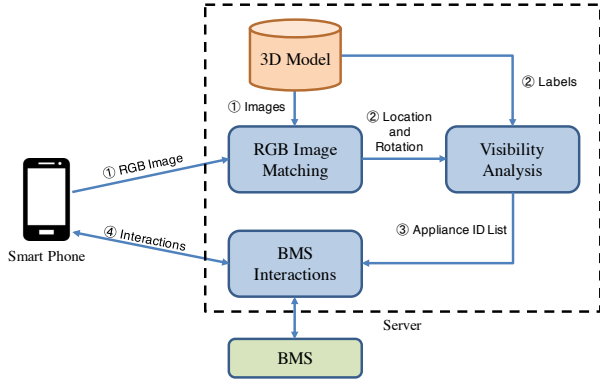 3D Model
② Labels
① Images
② Location
and
Rotation
RGB Image
Matching
Visibility
Analysis
① RGB Image
④ Interactions
③ Appliance ID List
Smart Phone
BMS
Interactions
Server
BMS